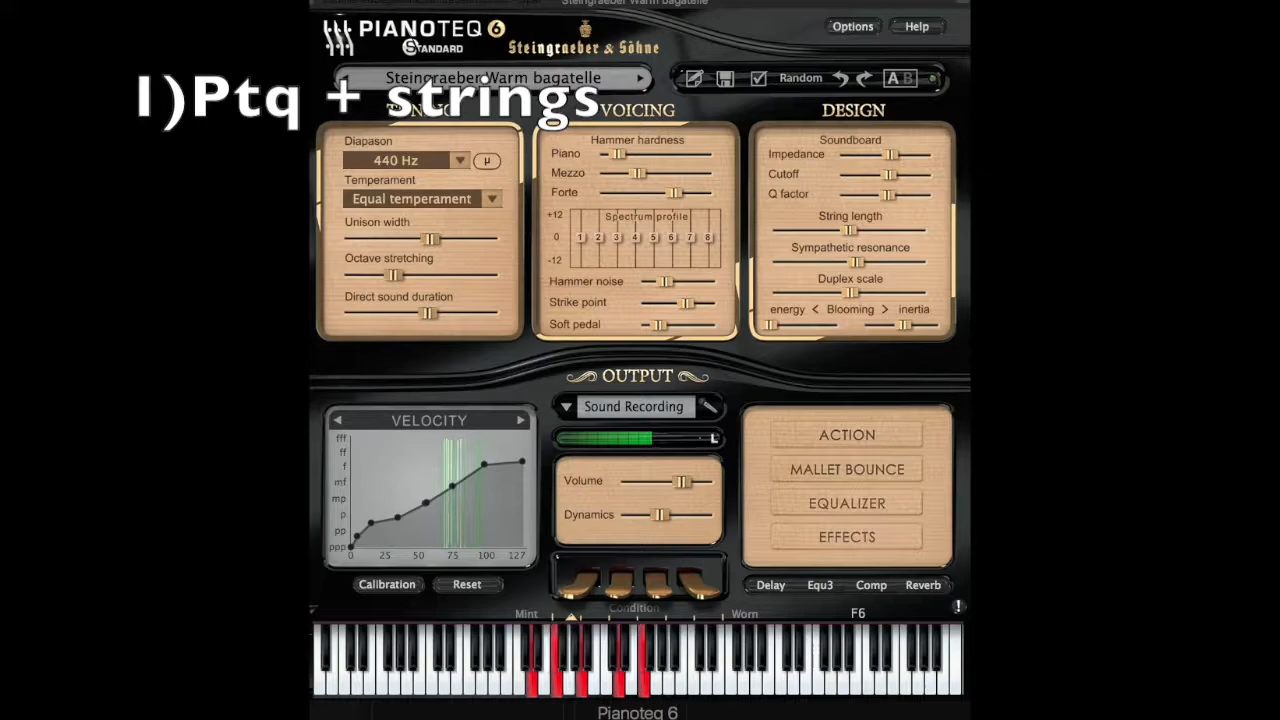 Steingraeber Warm bagatelle
PIANOTEQ 6
STANDARD
Steingraeber & Söhne
Options
Help
Steingraeber Warm bagatelle
Random
A B
1)Ptq + strings
VOICING
DESIGN
Diapason
440 Hz
μ
Temperament
Equal temperament
Unison width
Octave stretching
Direct sound duration
Hammer hardness
Piano
Mezzo
Forte
+12
0
-12
Spectrum profile
1 2 3 4 5 6 7 8
Hammer noise
Strike point
Soft pedal
Soundboard
Impedance
Cutoff
Q factor
String length
Sympathetic resonance
Duplex scale
energy < Blooming > inertia
OUTPUT
Sound Recording
L
Volume
Dynamics
VELOCITY
fff
ff
f
mf
mp
p
pp
ppp
0 25 50 75 100 127
Calibration
Reset
ACTION
MALLET BOUNCE
EQUALIZER
EFFECTS
Delay Equ3 Comp Reverb
Mint
Condition
Worn
F6
!
Pianoteq 6